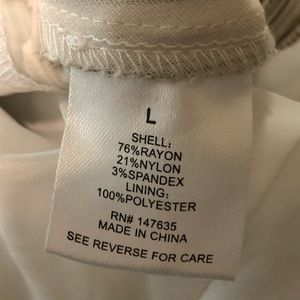 L
SHELL:
76%RAYON
21%NYLON
3%SPANDEX
LINING:
100%POLYESTER
RN# 147635
MADE IN CHINA
SEE REVERSE FOR CARE